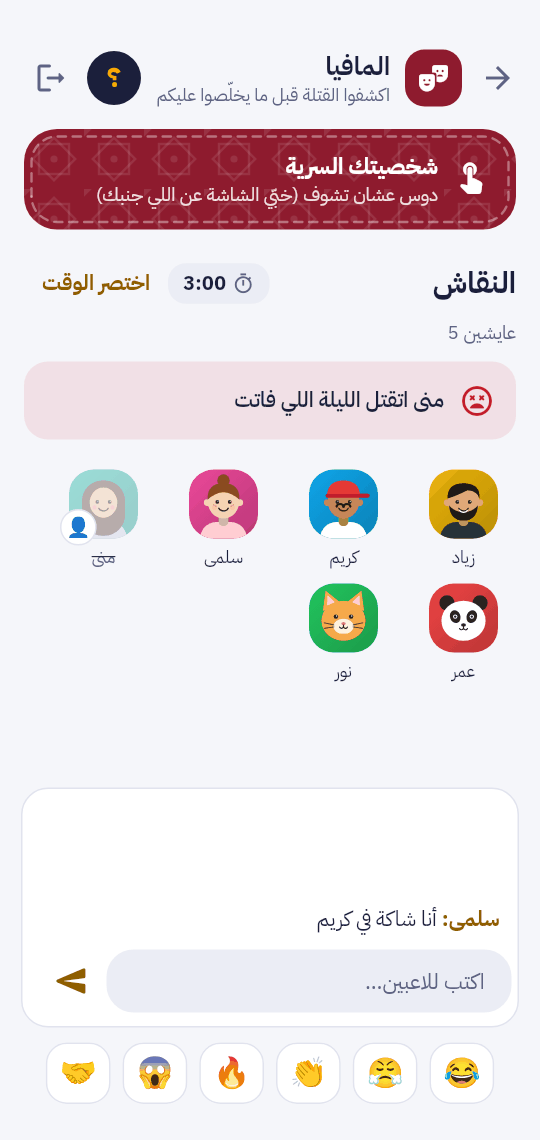 المافيا
اكشفوا القتلة قبل ما يخلّصوا عليكم
؟
شخصيتك السرية
دوس عشان تشوف (خبّي الشاشة عن اللي جنبك)
النقاش
3:00
اختصر الوقت
عايشين 5
منى اتقتل الليلة اللي فاتت
زياد
كريم
سلمى
منى
عمر
نور
سلمى: أنا شاكة في كريم
اكتب للاعبين...